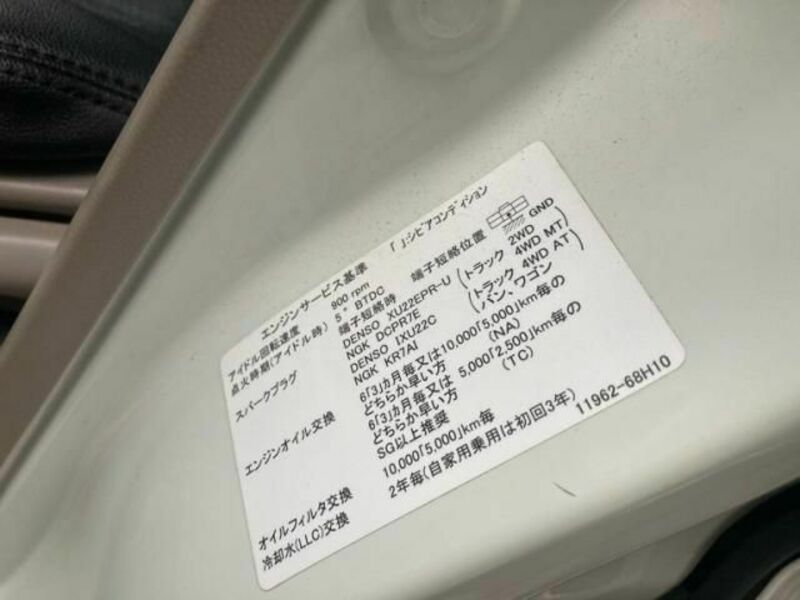 エンジンサービス基準 「 」:シビアコンディション
アイドル回転速度 900 rpm
点火時期(アイドル時) 5° BTDC 端子短絡時 端子短絡位置 GND
スパークプラグ
DENSO XU22EPR-U (トラック 2WD
NGK DCPR7E トラック 4WD MT)
DENSO IXU22C (トラック 4WD AT
NGK KR7AI バン、ワゴン)
エンジンオイル交換
6「3」カ月毎又は10,000「5,000」km毎の
どちらか早い方 (NA)
6「3」カ月毎又は 5,000「2,500」km毎の
どちらか早い方 (TC)
SG以上推奨
オイルフィルタ交換 10,000「5,000」km毎
冷却水(LLC)交換 2年毎(自家用乗用は初回3年)
11962-68H10